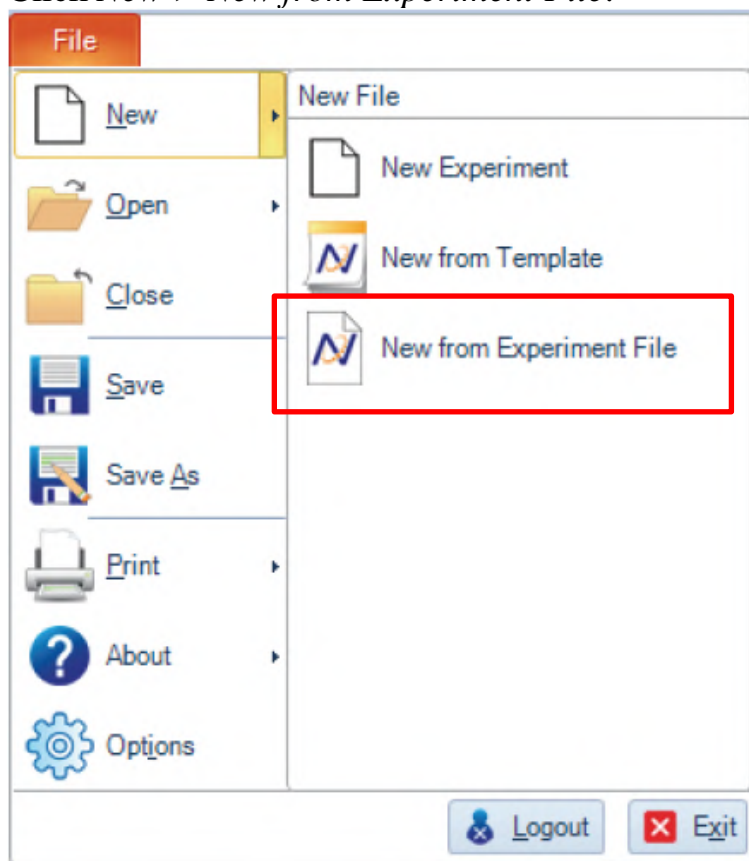 File
New
New File
New Experiment
Open
New from Template
Close
New from Experiment File
Save
Save As
Print
About
Options
Logout
Exit